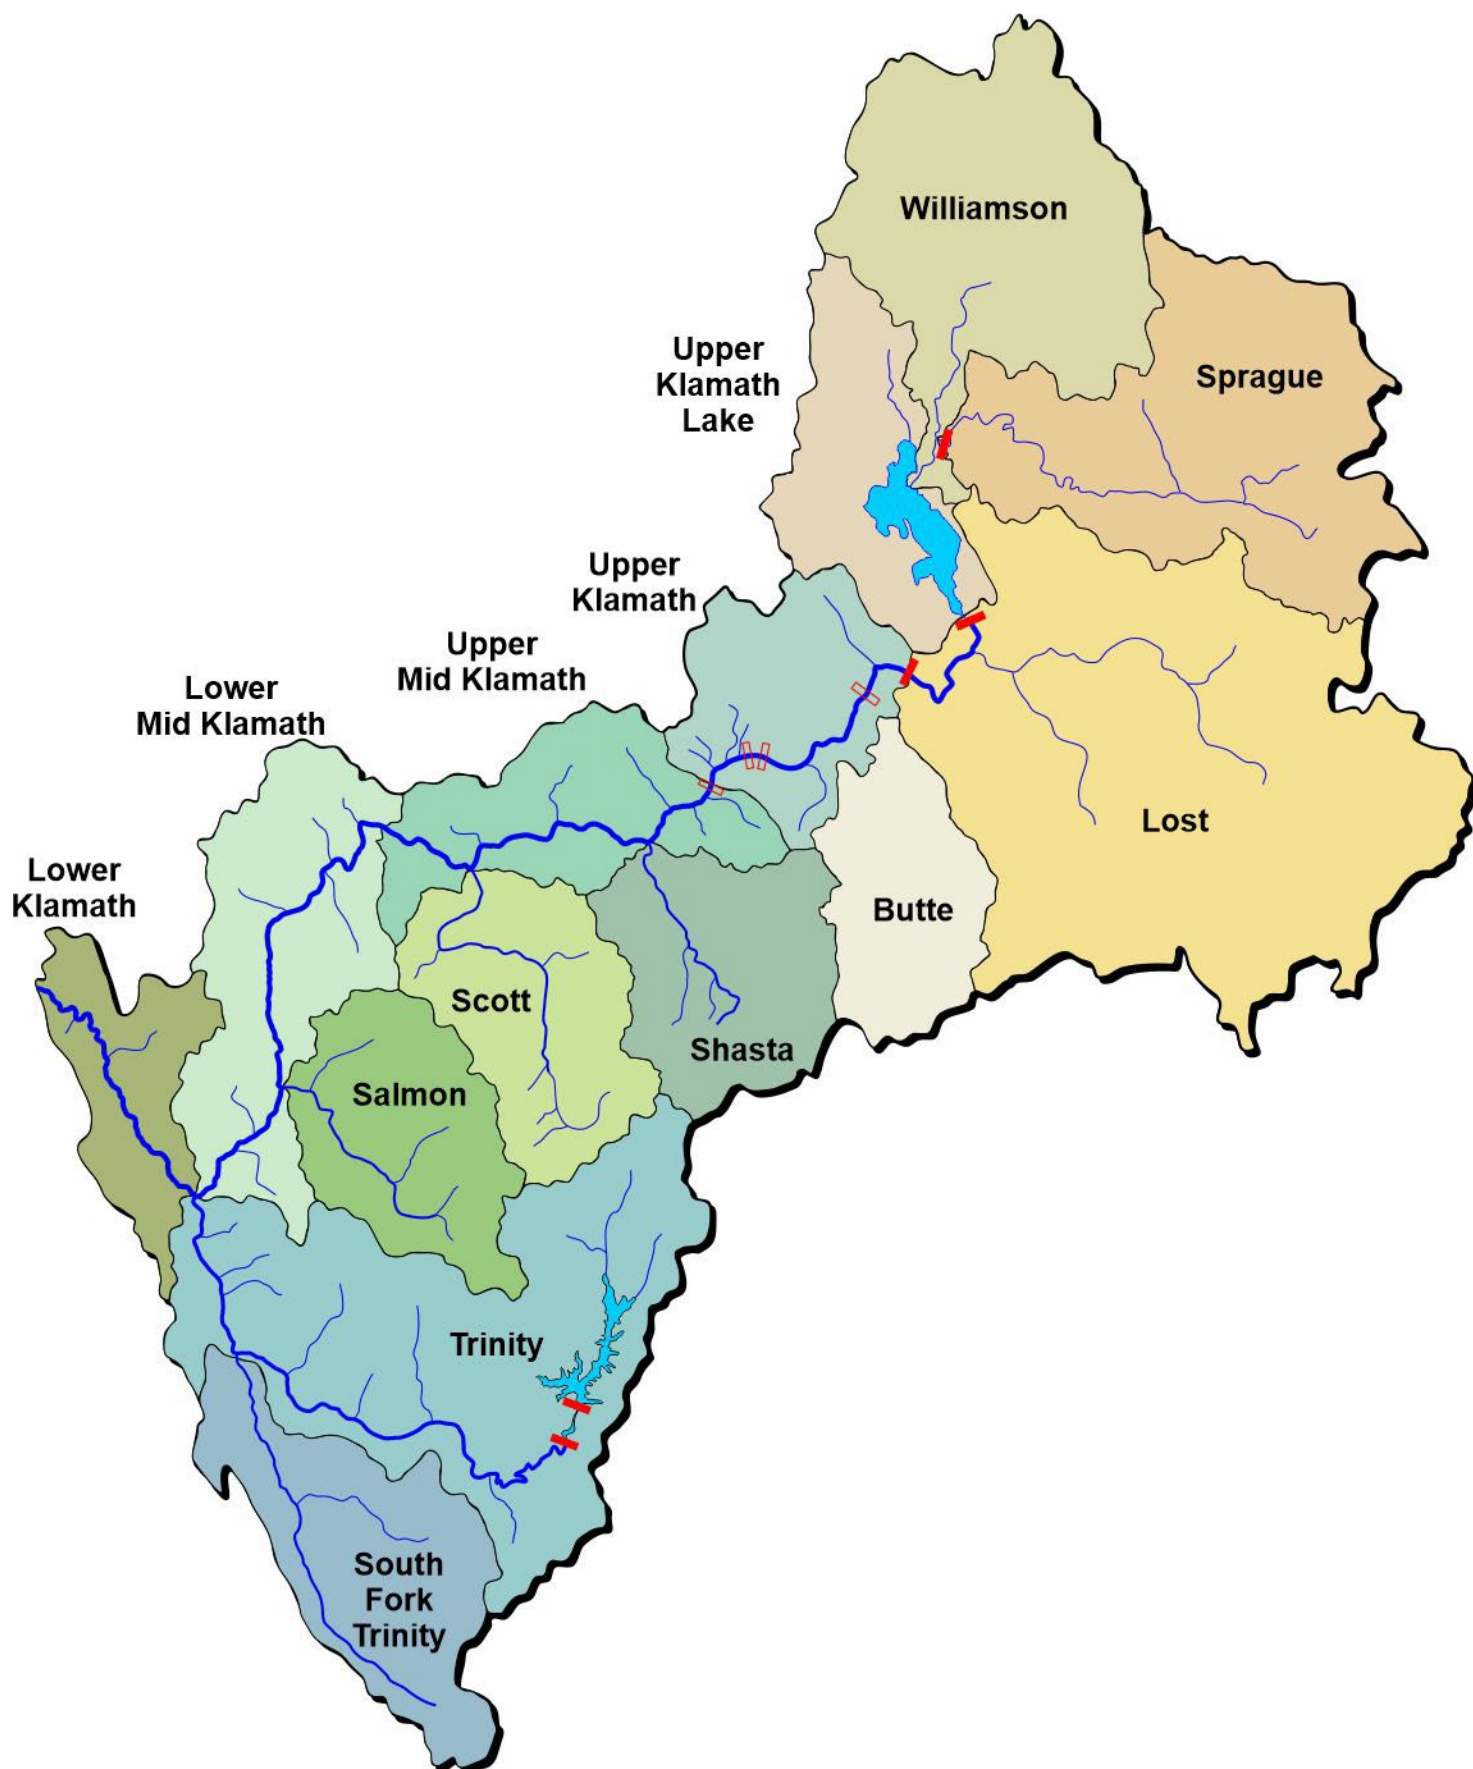 Williamson
Upper
Klamath
Lake
Sprague
Upper
Klamath
Upper
Mid Klamath
Lower
Mid Klamath
Lost
Lower
Klamath
Butte
Scott
Shasta
Salmon
Trinity
South
Fork
Trinity